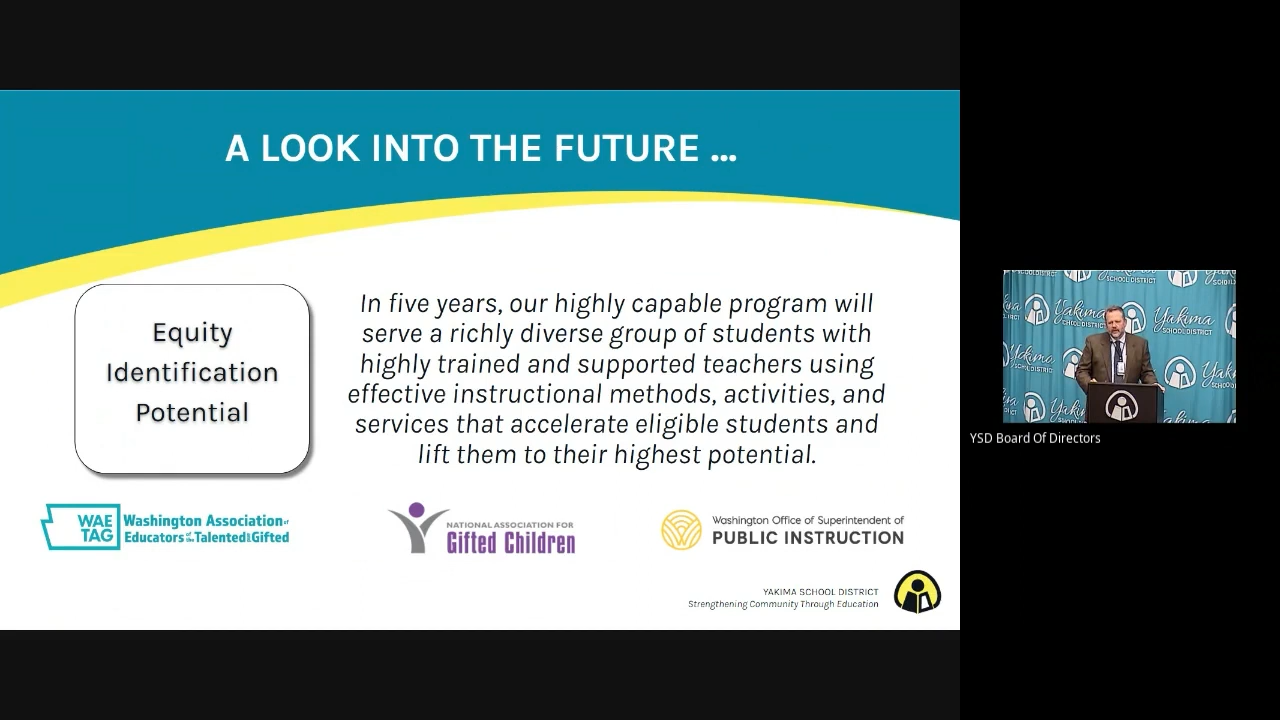 A LOOK INTO THE FUTURE ...
Equity
Identification
Potential
In five years, our highly capable program will
serve a richly diverse group of students with
highly trained and supported teachers using
effective instructional methods, activities, and
services that accelerate eligible students and
lift them to their highest potential.
WAE
TAG
Washington Association of
Educators of the Talented and Gifted
NATIONAL ASSOCIATION FOR
Gifted Children
Washington Office of Superintendent of
PUBLIC INSTRUCTION
YAKIMA SCHOOL DISTRICT
Strengthening Community Through Education
Yakima
SCHOOL DISTRICT
YSD Board Of Directors